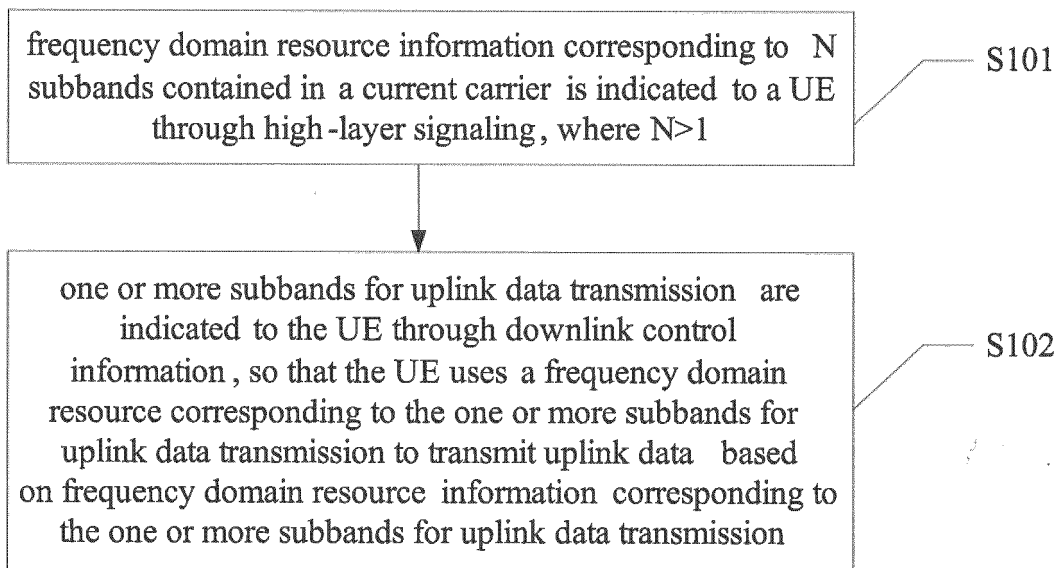 frequency domain resource information corresponding to N
subbands contained in a current carrier is indicated to a UE
through high-layer signaling, where N>1
S101
one or more subbands for uplink data transmission are
indicated to the UE through downlink control
information, so that the UE uses a frequency domain
resource corresponding to the one or more subbands for
uplink data transmission to transmit uplink data based
on frequency domain resource information corresponding to
the one or more subbands for uplink data transmission
S102